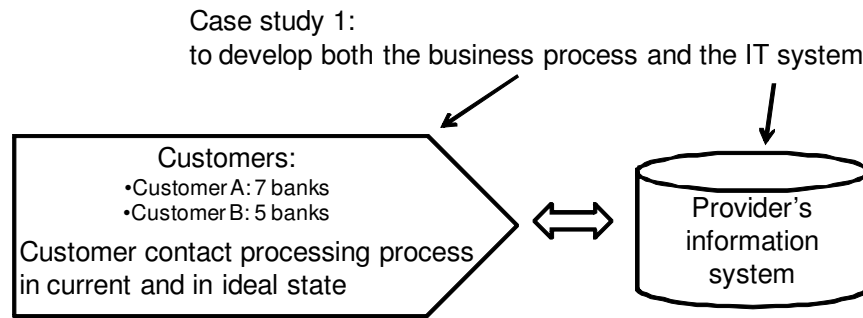 Case study 1:
to develop both the business process and the IT system
Customers:
•Customer A: 7 banks
•Customer B: 5 banks
Customer contact processing process
in current and in ideal state
Provider's
information
system